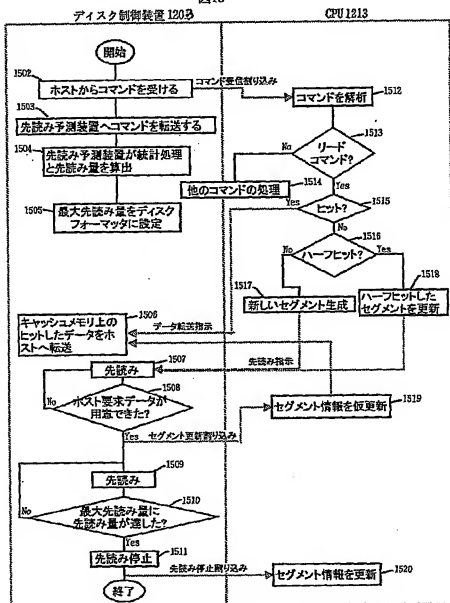 ディスク制御装置 1203
CPU 1213
開始
1502
ホストからコマンドを受ける
コマンド受信割り込み
コマンドを解析
1512
1503
先読み予測装置へコマンドを転送する
1513
リード
コマンド?
No
Yes
1504
先読み予測装置が統計処理
と先読み量を算出
1514
他のコマンドの処理
1505
最大先読み量をディスク
フォーマッタに設定
ヒット?
1515
Yes
No
1516
ハーフヒット?
No
Yes
1517
新しいセグメント生成
1518
ハーフヒットした
セグメントを更新
1506
キャッシュメモリ上の
ヒットしたデータをホ
ストへ転送
データ転送指示
1507
先読み
先読み指示
1508
ホスト要求データが
用意できた?
No
Yes
セグメント更新割り込み
セグメント情報を仮更新
1519
1509
先読み
1510
最大先読み量に
先読み量が達した?
No
Yes
先読み停止
1511
先読み停止割り込み
セグメント情報を更新
1520
終了